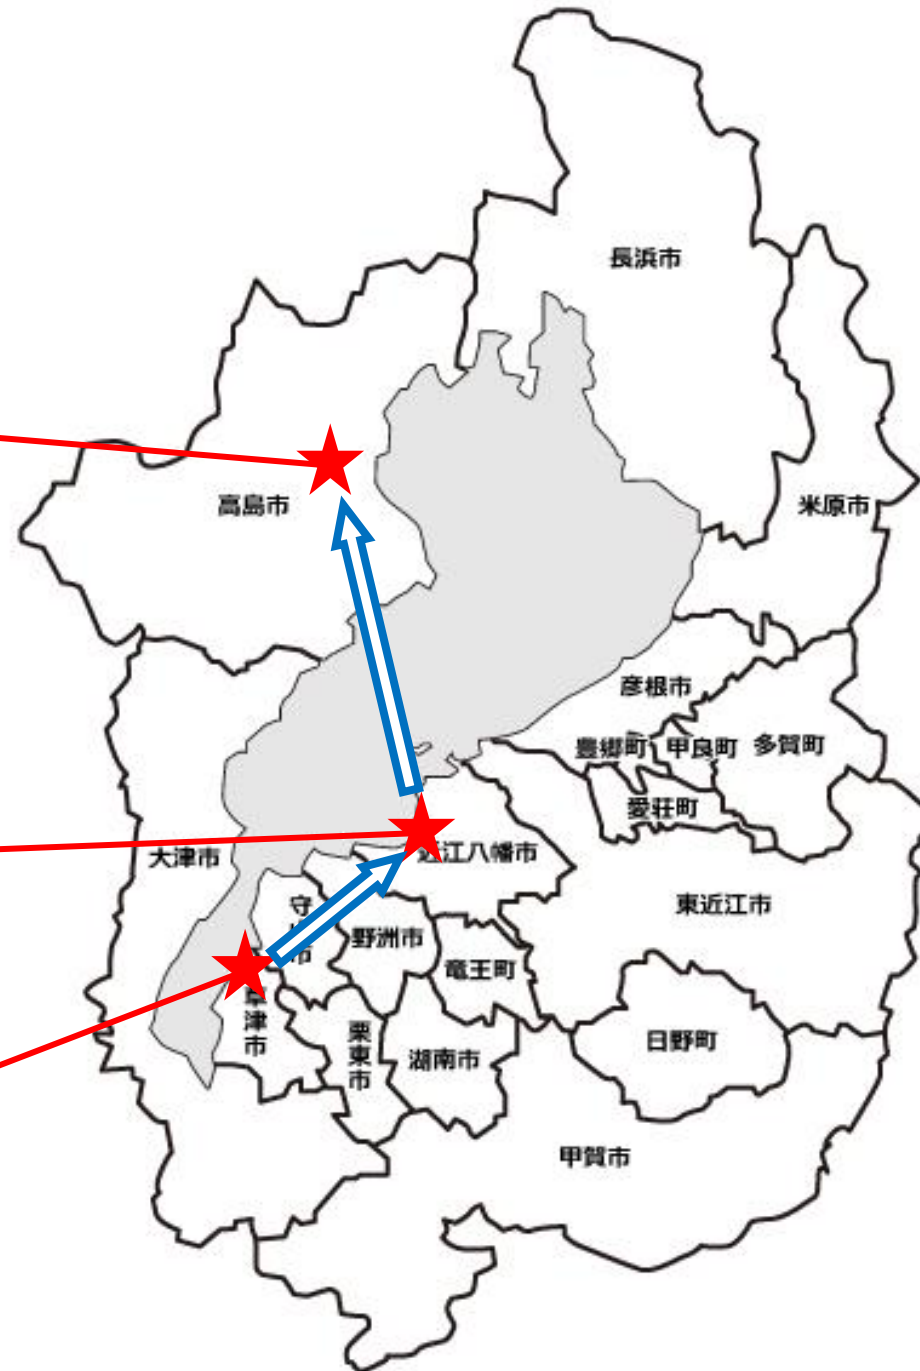 長浜市
高島市
米原市
彦根市
豊郷町
甲良町
多賀町
愛荘町
大津市
近江八幡市
東近江市
守山市
野洲市
竜王町
草津市
栗東市
湖南市
日野町
甲賀市